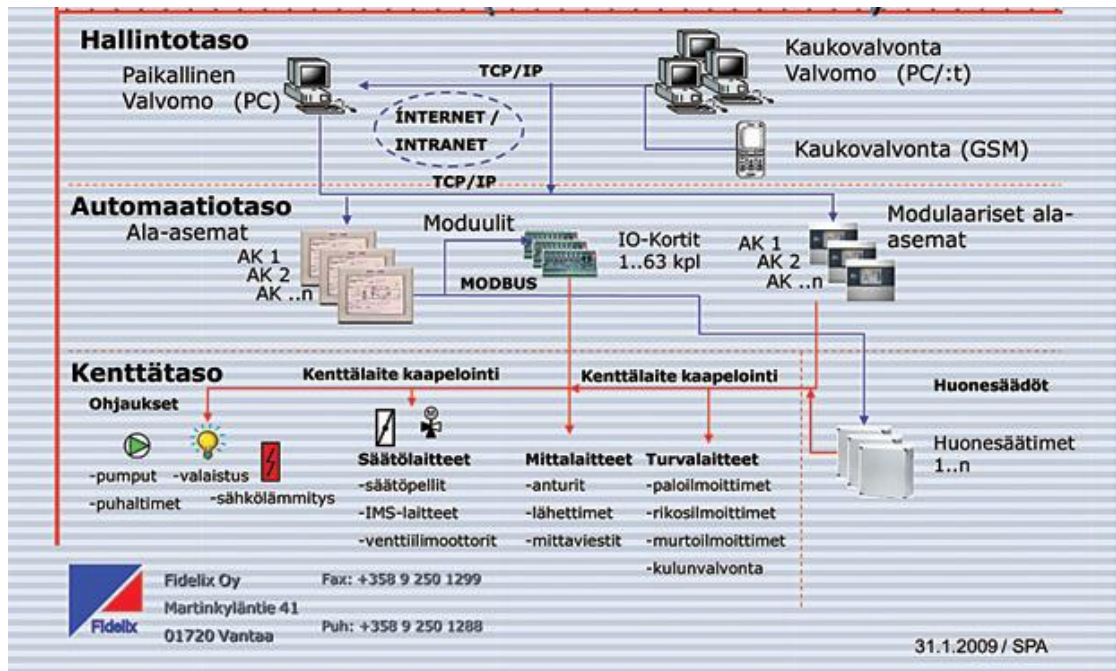 Hallintotaso
Paikallinen
Valvomo (PC)
TCP/IP
Kaukovalvonta
Valvomo (PC/:t)
ÍNTERNET /
INTRANET
Kaukovalvonta (GSM)
TCP/IP
Automaatiotaso
Ala-asemat
AK 1
AK 2
AK ..n
Moduulit
MODBUS
IO-Kortit
1..63 kpl
Modulaariset ala-
asemat
AK 1
AK 2
AK ..n
Kenttätaso
Kenttälaite kaapelointi
Kenttälaite kaapelointi
Huonesäädöt
Ohjaukset
-pumput
-puhaltimet
-valaistus
-sähkölämmitys
M
Säätölaitteet
-säätöpellit
-IMS-laitteet
-venttiilimoottorit
Mittalaitteet
-anturit
-lähettimet
-mittaviestit
Turvalaitteet
-paloilmoittimet
-rikosilmoittimet
-murtoilmoittimet
-kulunvalvonta
Huonesäätimet
1..n
Fidelix
Fidelix Oy
Martinkyläntie 41
01720 Vantaa
Fax: +358 9 250 1299
Puh: +358 9 250 1288
31.1.2009 / SPA